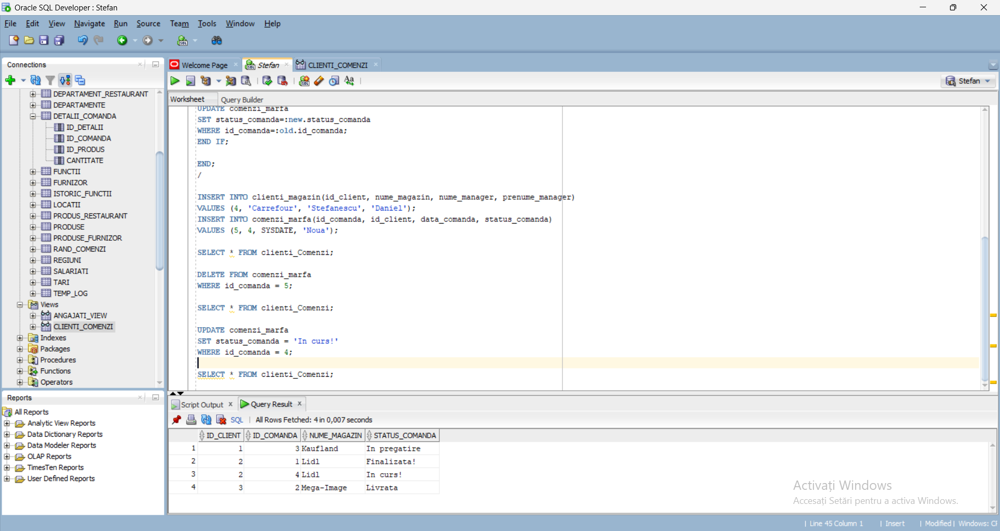 Oracle SQL Developer : Stefan
File Edit View Navigate Run Source Team Tools Window Help
Connections
DEPARTAMENT_RESTAURANT
DEPARTAMENTE
DETALII_COMANDA
ID_DETALII
ID_COMANDA
ID_PRODUS
CANTITATE
FUNCTII
FURNIZOR
ISTORIC_FUNCTII
LOCATII
PRODUS_RESTAURANT
PRODUSE
PRODUSE_FURNIZOR
RAND_COMENZI
REGIUNI
SALARIATI
TARI
TEMP_LOG
Views
ANGAJATI_VIEW
CLIENTI_COMENZI
Indexes
Packages
Procedures
Functions
Operators
Reports
All Reports
Analytic View Reports
Data Dictionary Reports
Data Modeler Reports
OLAP Reports
TimesTen Reports
User Defined Reports
Welcome Page Stefan CLIENTI_COMENZI
Stefan
Worksheet Query Builder
UPDATE comenzi_marfa
SET status_comanda=:new.status_comanda
WHERE id_comanda=:old.id_comanda;
END IF;
END;
/
INSERT INTO clienti_magazin(id_client, nume_magazin, nume_manager, prenume_manager)
VALUES (4, 'Carrefour', 'Stefanescu', 'Daniel');
INSERT INTO comenzi_marfa(id_comanda, id_client, data_comanda, status_comanda)
VALUES (5, 4, SYSDATE, 'Noua');
SELECT * FROM clienti_Comenzi;
DELETE FROM comenzi_marfa
WHERE id_comanda = 5;
SELECT * FROM clienti_Comenzi;
UPDATE comenzi_marfa
SET status_comanda = 'In curs!'
WHERE id_comanda = 4;
SELECT * FROM clienti_Comenzi;
Script Output Query Result
SQL All Rows Fetched: 4 in 0,007 seconds
ID_CLIENT ID_COMANDA NUME_MAGAZIN STATUS_COMANDA
1 1 3 Kaufland In pregatire
2 2 1 Lidl Finalizata!
3 2 4 Lidl In curs!
4 3 2 Mega-Image Livrata
Activați Windows
Accesați Setări pentru a activa Windows.
Line 45 Column 1 Insert Modified Windows: CF